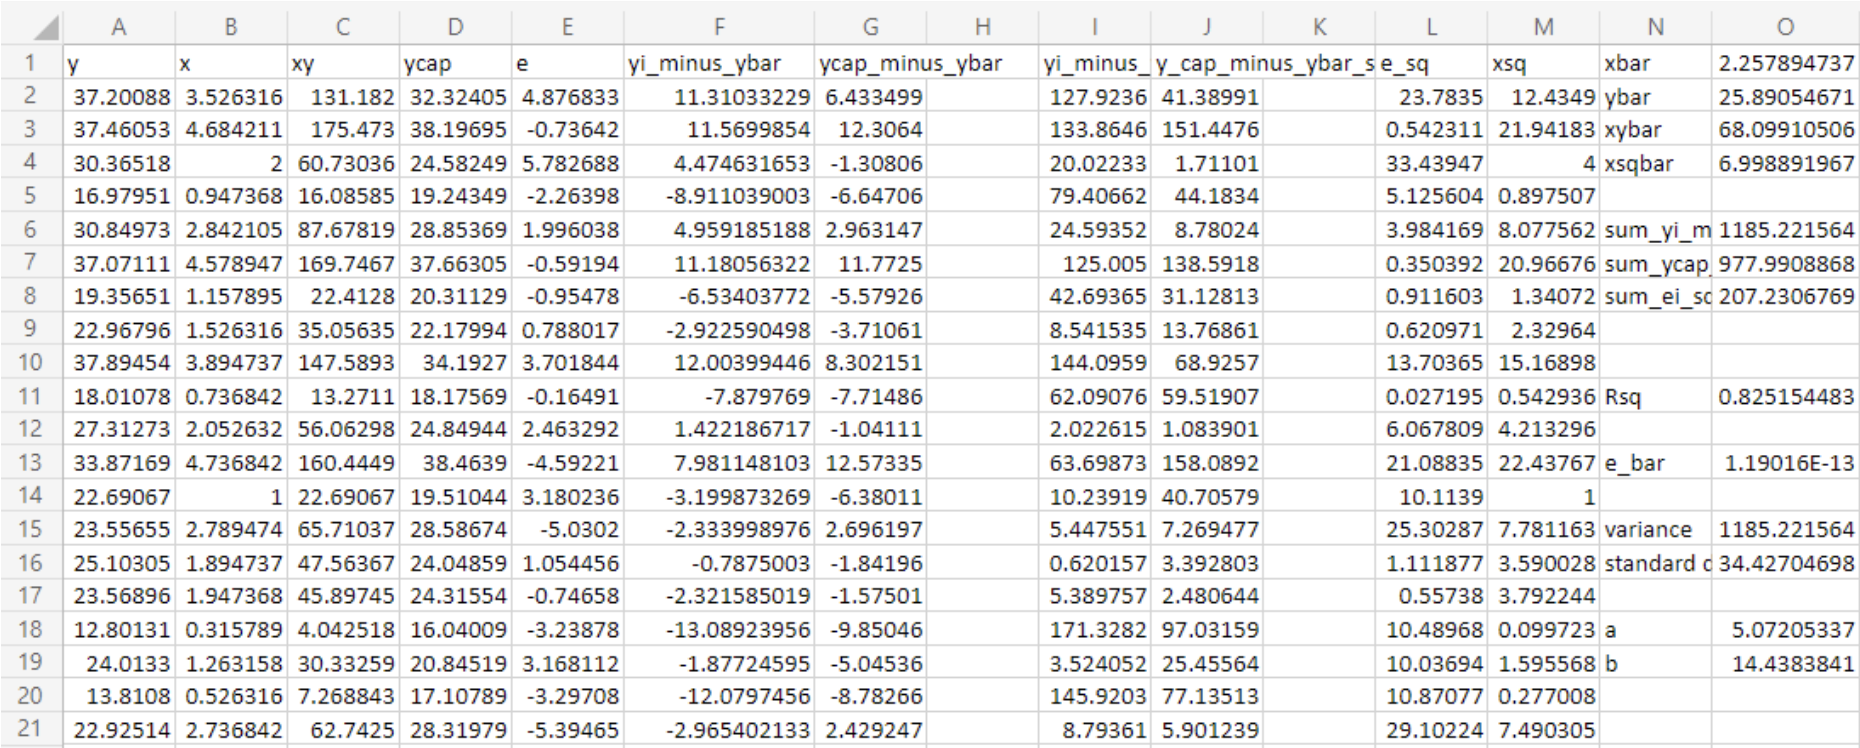 A B C D E F G H I J K L M N O
1 y x xy ycap e yi_minus_ybar ycap_minus_ybar yi_minus_ y_cap_minus_ybar_s e_sq xsq xbar 2.257894737
2 37.20088 3.526316 131.182 32.32405 4.876833 11.31033229 6.433499 127.9236 41.38991 23.7835 12.4349 ybar 25.89054671
3 37.46053 4.684211 175.473 38.19695 -0.73642 11.5699854 12.3064 133.8646 151.4476 0.542311 21.94183 xybar 68.09910506
4 30.36518 2 60.73036 24.58249 5.782688 4.474631653 -1.30806 20.02233 1.71101 33.43947 4 xsqbar 6.998891967
5 16.97951 0.947368 16.08585 19.24349 -2.26398 -8.911039003 -6.64706 79.40662 44.1834 5.125604 0.897507
6 30.84973 2.842105 87.67819 28.85369 1.996038 4.959185188 2.963147 24.59352 8.78024 3.984169 8.077562 sum_yi_m 1185.221564
7 37.07111 4.578947 169.7467 37.66305 -0.59194 11.18056322 11.7725 125.005 138.5918 0.350392 20.96676 sum_ycap_ 977.9908868
8 19.35651 1.157895 22.4128 20.31129 -0.95478 -6.53403772 -5.57926 42.69365 31.12813 0.911603 1.34072 sum_ei_sq 207.2306769
9 22.96796 1.526316 35.05635 22.17994 0.788017 -2.922590498 -3.71061 8.541535 13.76861 0.620971 2.32964
10 37.89454 3.894737 147.5893 34.1927 3.701844 12.00399446 8.302151 144.0959 68.9257 13.70365 15.16898
11 18.01078 0.736842 13.2711 18.17569 -0.16491 -7.879769 -7.71486 62.09076 59.51907 0.027195 0.542936 Rsq 0.825154483
12 27.31273 2.052632 56.06298 24.84944 2.463292 1.422186717 -1.04111 2.022615 1.083901 6.067809 4.213296
13 33.87169 4.736842 160.4449 38.4639 -4.59221 7.981148103 12.57335 63.69873 158.0892 21.08835 22.43767 e_bar 1.19016E-13
14 22.69067 1 22.69067 19.51044 3.180236 -3.199873269 -6.38011 10.23919 40.70579 10.1139 1
15 23.55655 2.789474 65.71037 28.58674 -5.0302 -2.333998976 2.696197 5.447551 7.269477 25.30287 7.781163 variance 1185.221564
16 25.10305 1.894737 47.56367 24.04859 1.054456 -0.7875003 -1.84196 0.620157 3.392803 1.111877 3.590028 standard d 34.42704698
17 23.56896 1.947368 45.89745 24.31554 -0.74658 -2.321585019 -1.57501 5.389757 2.480644 0.55738 3.792244
18 12.80131 0.315789 4.042518 16.04009 -3.23878 -13.08923956 -9.85046 171.3282 97.03159 10.48968 0.099723 a 5.07205337
19 24.0133 1.263158 30.33259 20.84519 3.168112 -1.87724595 -5.04536 3.524052 25.45564 10.03694 1.595568 b 14.4383841
20 13.8108 0.526316 7.268843 17.10789 -3.29708 -12.0797456 -8.78266 145.9203 77.13513 10.87077 0.277008
21 22.92514 2.736842 62.7425 28.31979 -5.39465 -2.965402133 2.429247 8.79361 5.901239 29.10224 7.490305